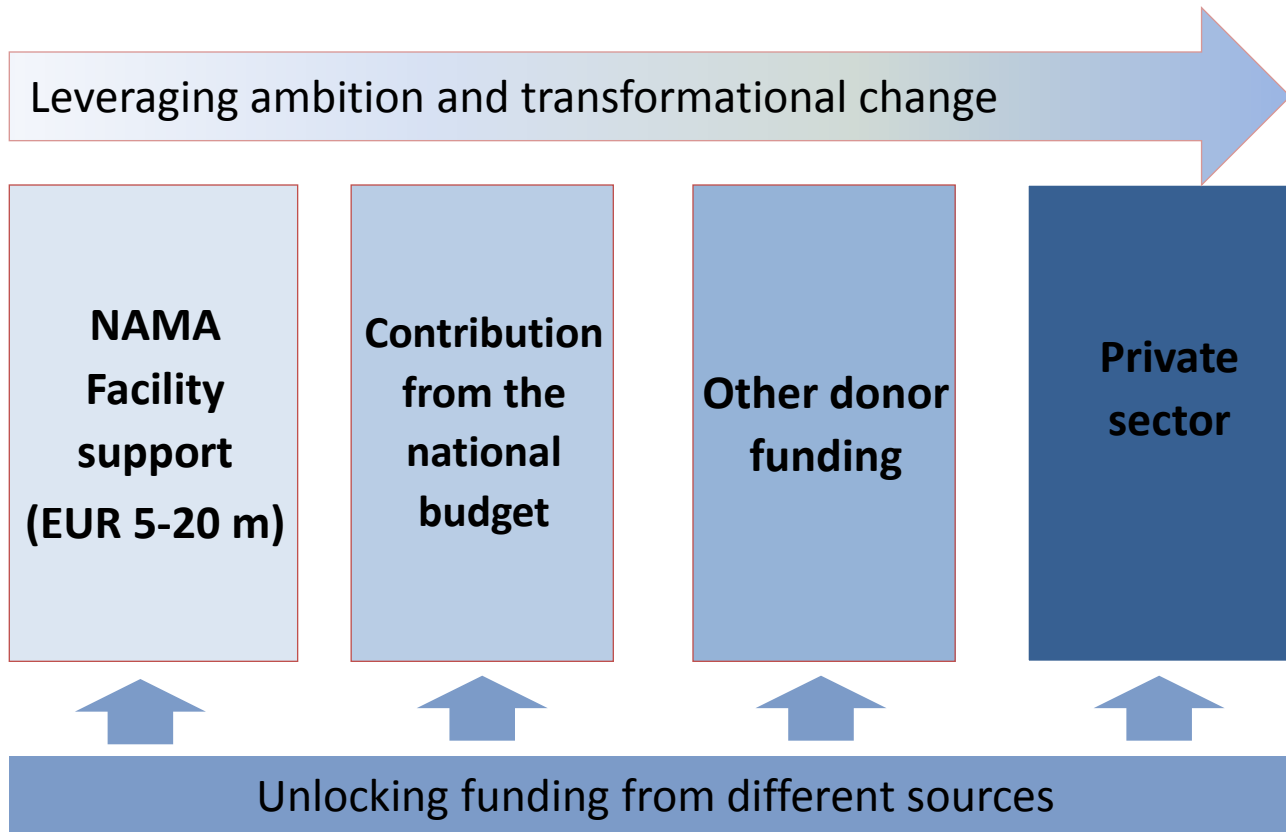 Leveraging ambition and transformational change
NAMA
Facility
support
(EUR 5-20 m)
Contribution
from the
national
budget
Other donor
funding
Private
sector
Unlocking funding from different sources